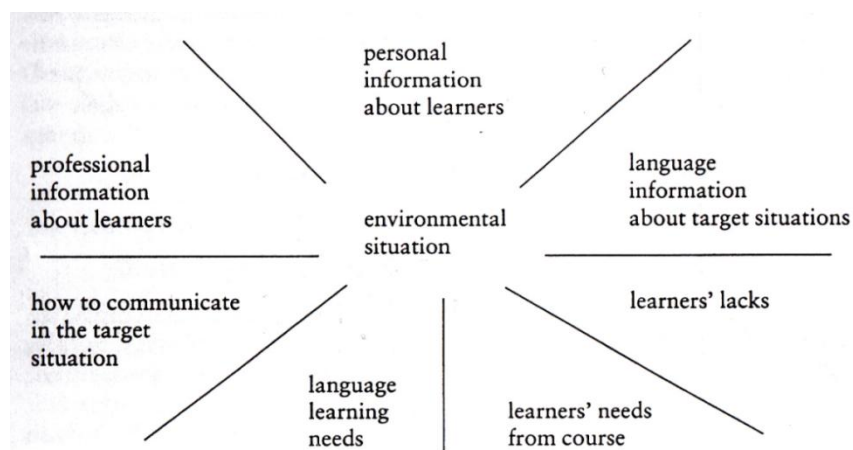 personal
information
about learners
professional
information
about learners
language
information
about target situations
environmental
situation
how to communicate
in the target
situation
learners' lacks
language
learning
needs
learners' needs
from course